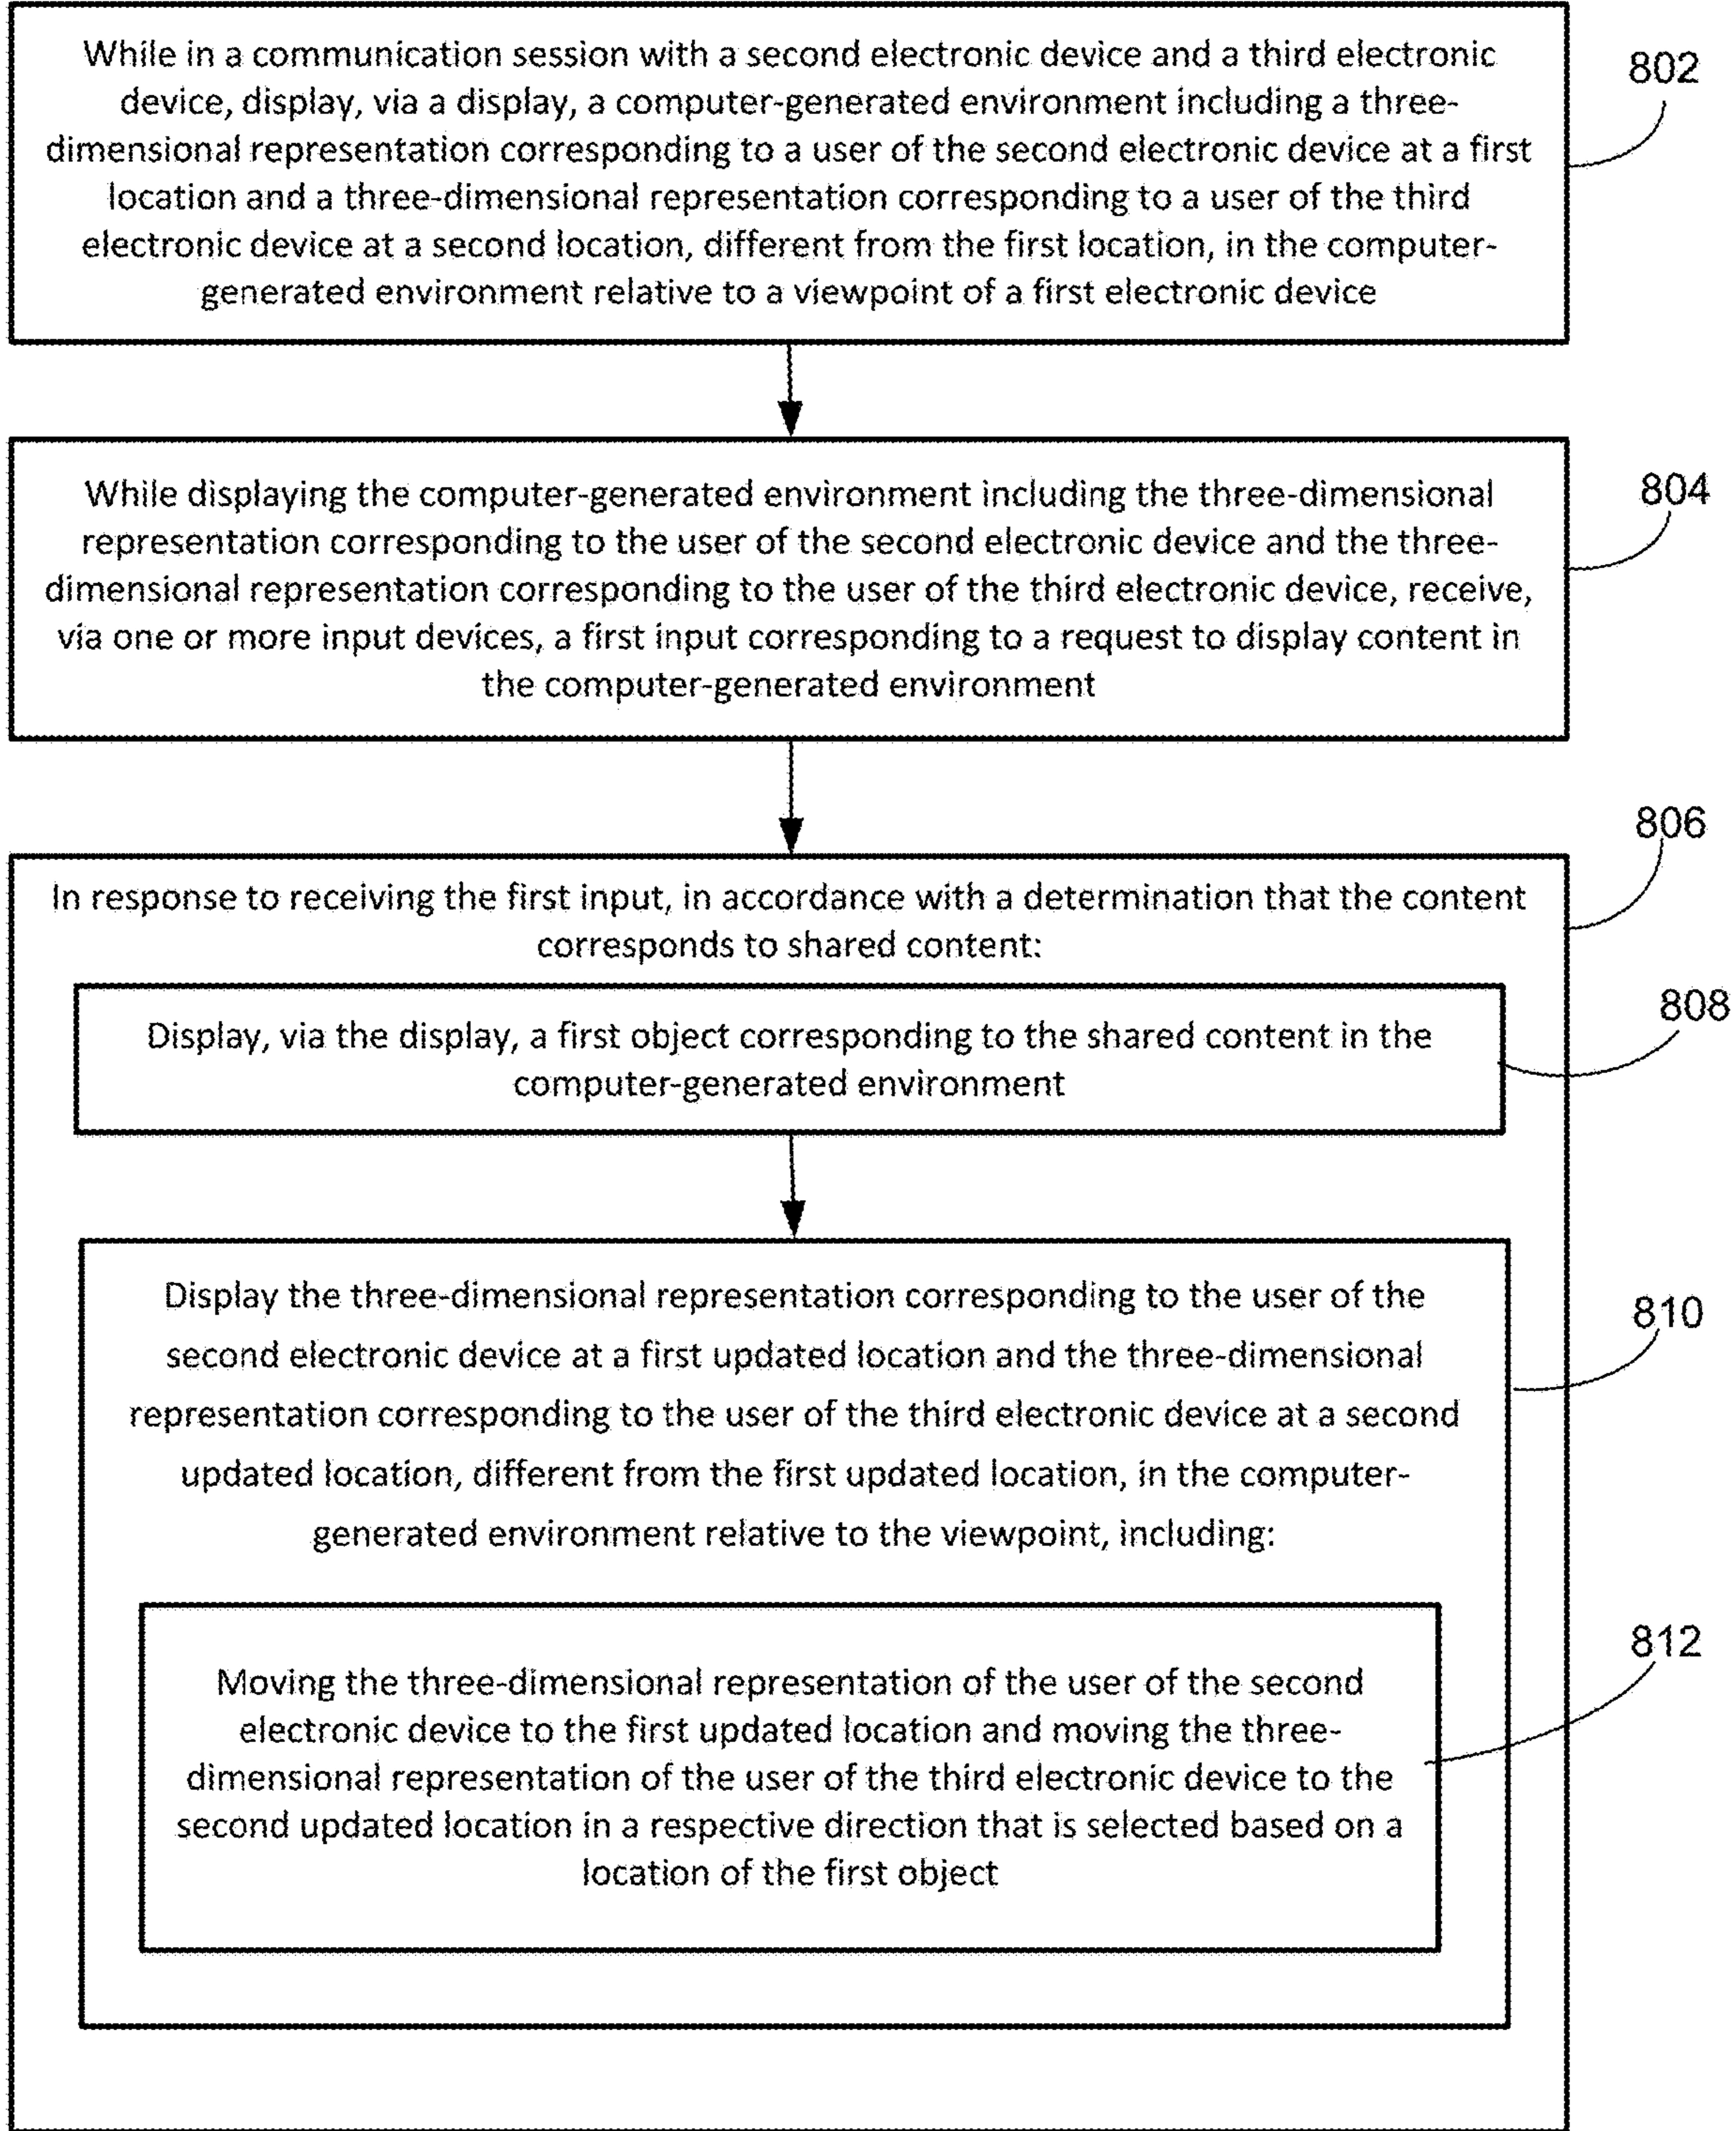 While in a communication session with a second electronic device and a third electronic
device, display, via a display, a computer-generated environment including a three-
dimensional representation corresponding to a user of the second electronic device at a first
location and a three-dimensional representation corresponding to a user of the third
electronic device at a second location, different from the first location, in the computer-
generated environment relative to a viewpoint of a first electronic device
802
While displaying the computer-generated environment including the three-dimensional
representation corresponding to the user of the second electronic device and the three-
dimensional representation corresponding to the user of the third electronic device, receive,
via one or more input devices, a first input corresponding to a request to display content in
the computer-generated environment
804
806
In response to receiving the first input, in accordance with a determination that the content
corresponds to shared content:
808
Display, via the display, a first object corresponding to the shared content in the
computer-generated environment
Display the three-dimensional representation corresponding to the user of the
second electronic device at a first updated location and the three-dimensional
representation corresponding to the user of the third electronic device at a second
updated location, different from the first updated location, in the computer-
generated environment relative to the viewpoint, including:
810
812
Moving the three-dimensional representation of the user of the second
electronic device to the first updated location and moving the three-
dimensional representation of the user of the third electronic device to the
second updated location in a respective direction that is selected based on a
location of the first object